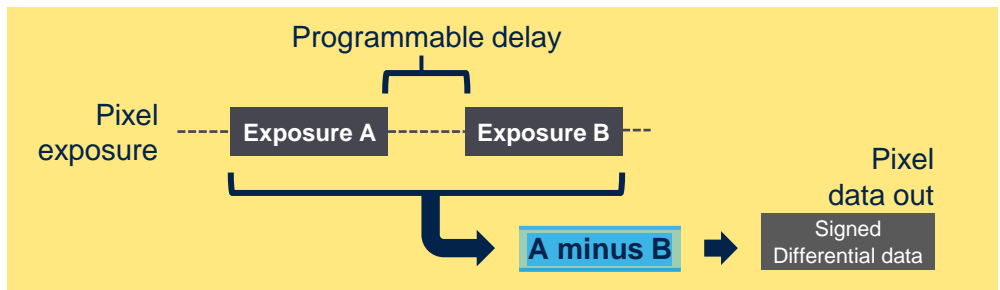 Programmable delay
Pixel
exposure
Exposure A
Exposure B
A minus B
Pixel
data out
Signed
Differential data